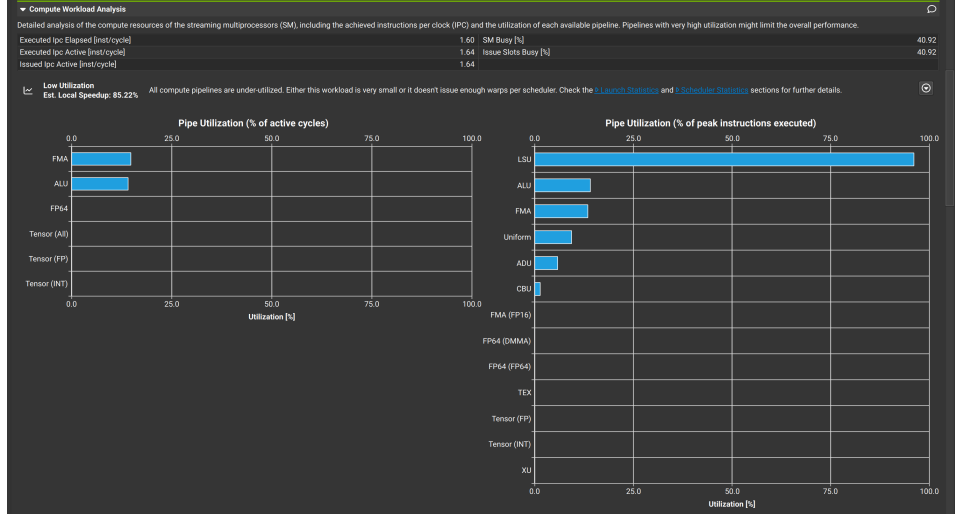 Compute Workload Analysis
Detailed analysis of the compute resources of the streaming multiprocessors (SM), including the achieved instructions per clock (IPC) and the utilization of each available pipeline. Pipelines with very high utilization might limit the overall performance.
Executed Ipc Elapsed [inst/cycle] 1.60 SM Busy [%] 40.92
Executed Ipc Active [inst/cycle] 1.64 Issue Slots Busy [%] 40.92
Issued Ipc Active [inst/cycle] 1.64
Low Utilization
Est. Local Speedup: 85.22%
All compute pipelines are under-utilized. Either this workload is very small or it doesn't issue enough warps per scheduler. Check the Launch Statistics and Scheduler Statistics sections for further details.
Pipe Utilization (% of active cycles)
0.0 25.0 50.0 75.0 100.0
FMA
ALU
FP64
Tensor (All)
Tensor (FP)
Tensor (INT)
0.0 25.0 50.0 75.0 100.0
Utilization [%]
Pipe Utilization (% of peak instructions executed)
0.0 25.0 50.0 75.0 100.0
LSU
ALU
FMA
Uniform
ADU
CBU
FMA (FP16)
FP64 (DMMA)
FP64 (FP64)
TEX
Tensor (FP)
Tensor (INT)
XU
0.0 25.0 50.0 75.0 100.0
Utilization [%]